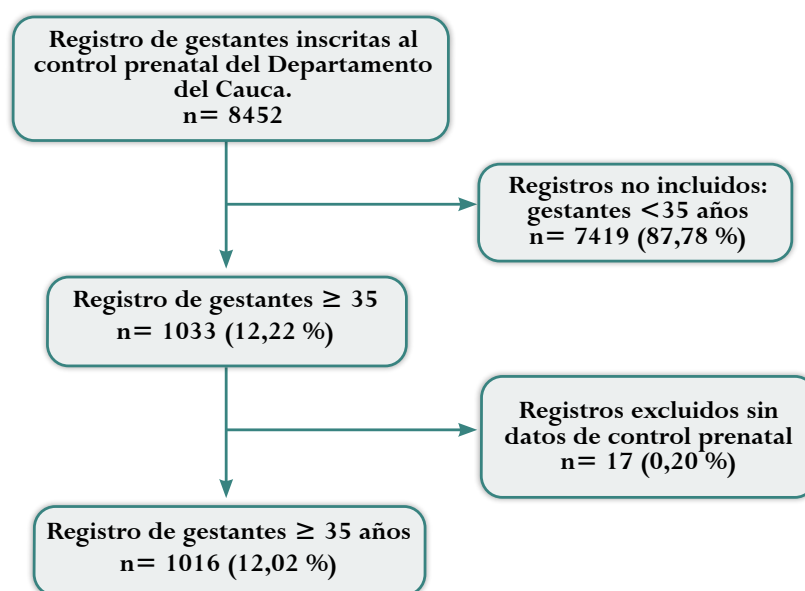 Registro de gestantes inscritas al
control prenatal del Departamento
del Cauca.
n= 8452
Registros no incluidos:
gestantes <35 años
n= 7419 (87,78 %)
Registro de gestantes ≥ 35
n= 1033 (12,22 %)
Registros excluidos sin
datos de control prenatal
n= 17 (0,20 %)
Registro de gestantes ≥ 35 años
n= 1016 (12,02 %)